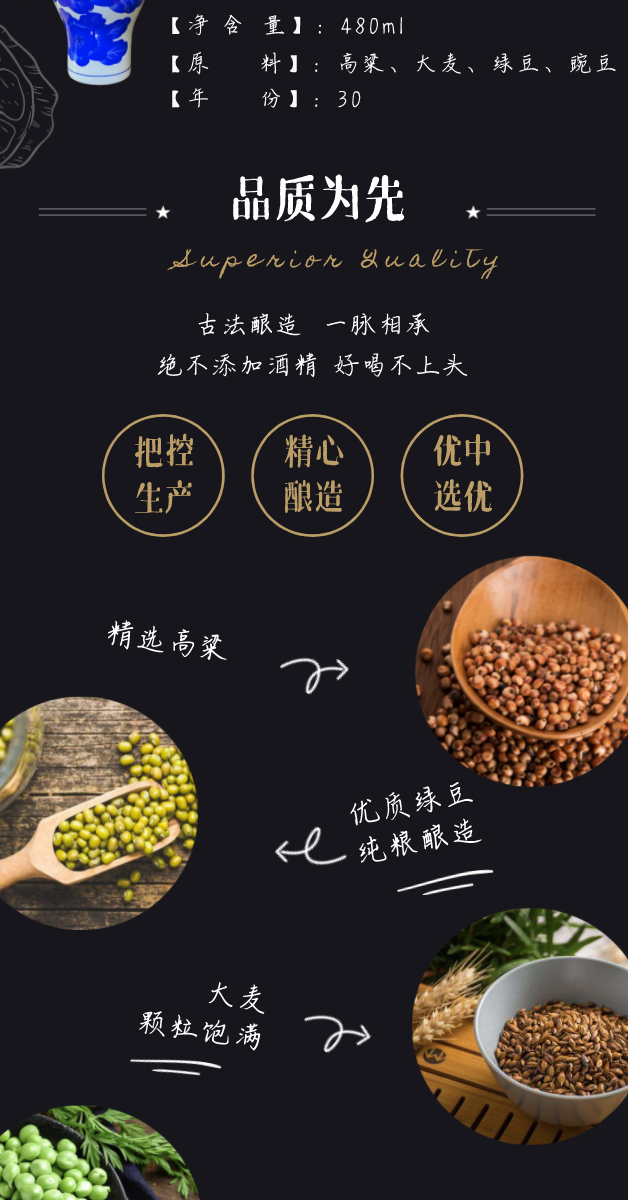 【净 含 量】：480ml
【原 料】：高粱、大麦、绿豆、豌豆
【年 份】：30
品质为先
Superior Quality
古法酿造 一脉相承
绝不添加酒精 好喝不上头
把控
生产
精心
酿造
优中
选优
精选高粱
优质绿豆
纯粮酿造
大麦
颗粒饱满